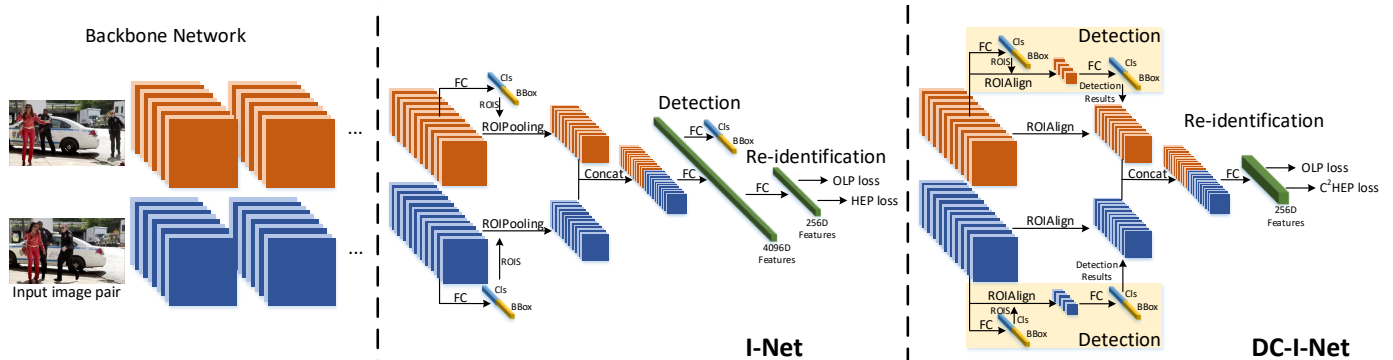 Backbone Network
...
...
Input image pair
FC
Cls
BBox
ROIS
ROIPooling
Detection
FC
Cls
BBox
Re-identification
Concat
FC
FC
OLP loss
HEP loss
256D
Features
4096D
Features
ROIPooling
ROIS
FC
Cls
BBox
I-Net
Detection
FC
Cls
BBox
ROIS
ROIAlign
FC
Cls
BBox
Detection
Results
ROIAlign
Re-identification
Concat
FC
OLP loss
C²HEP loss
256D
Features
ROIAlign
Detection
Results
ROIAlign
ROIS
FC
Cls
BBox
FC
Cls
BBox
Detection
DC-I-Net